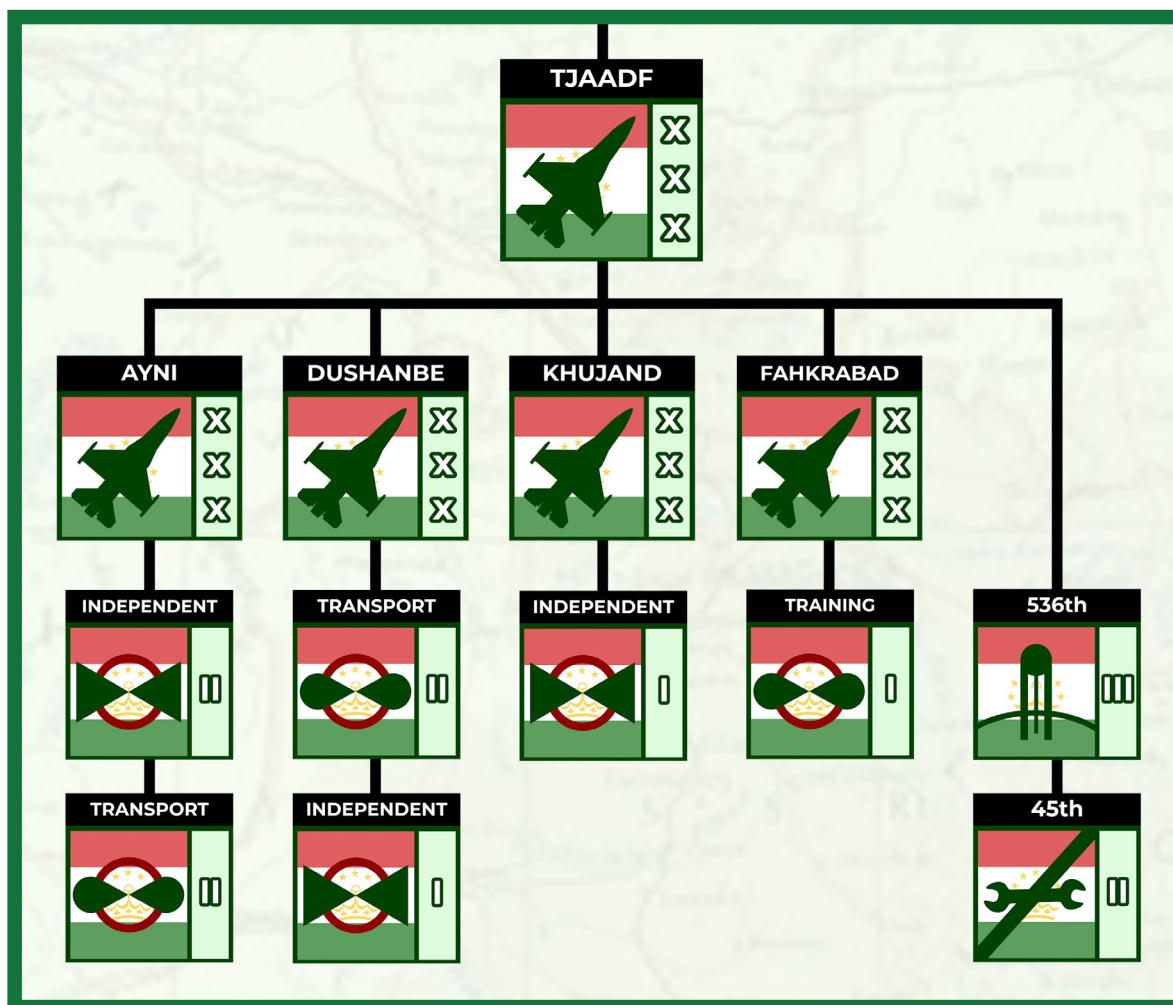 TJAADF
X
X
X
AYNI
DUSHANBE
KHUJAND
FAHKRABAD
X
X
X
X
X
X
X
X
X
X
X
X
INDEPENDENT
TRANSPORT
INDEPENDENT
TRAINING
536th
TRANSPORT
INDEPENDENT
45th